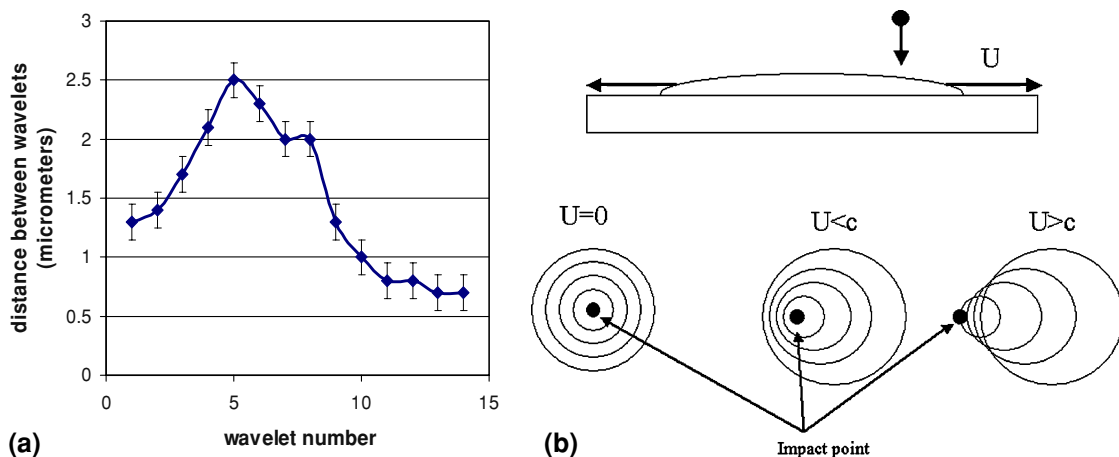 3
2.5
2
1.5
1
0.5
0
0 5 10 15
distance between wavelets
(micrometers)
wavelet number
(a)
U
U=0 U<c U>c
Impact point
(b)